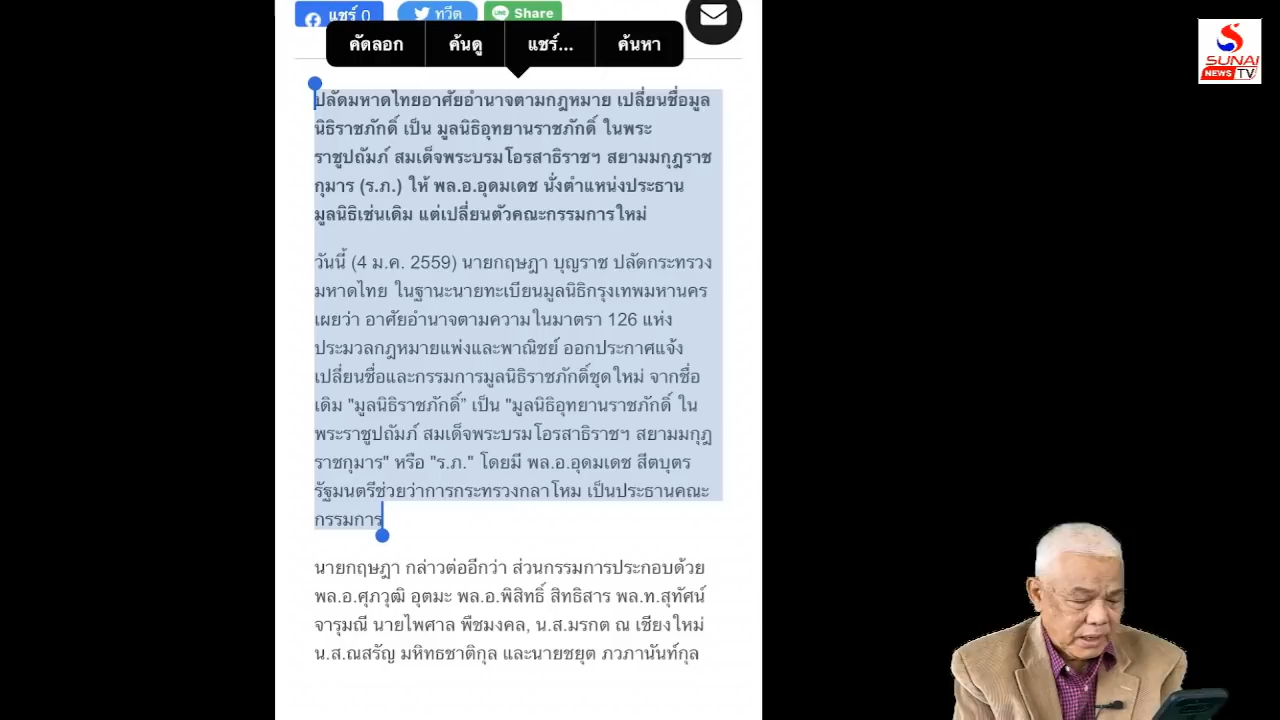 แชร์ 0
ทวีต
Share
คัดลอก
ค้นดู
แชร์...
ค้นหา
SUNAI
NEWS TV
ปลัดมหาดไทยอาศัยอำนาจตามกฎหมาย เปลี่ยนชื่อมูล
นิธิราชภักดิ์ เป็น มูลนิธิอุทยานราชภักดิ์ ในพระ
ราชูปถัมภ์ สมเด็จพระบรมโอรสาธิราชฯ สยามมกุฎราช
กุมาร (ร.ภ.) ให้ พล.อ.อุดมเดช นั่งตำแหน่งประธาน
มูลนิธิเช่นเดิม แต่เปลี่ยนตัวคณะกรรมการใหม่
วันนี้ (4 ม.ค. 2559) นายกฤษฎา บุญราช ปลัดกระทรวง
มหาดไทย ในฐานะนายทะเบียนมูลนิธิกรุงเทพมหานคร
เผยว่า อาศัยอำนาจตามความในมาตรา 126 แห่ง
ประมวลกฎหมายแพ่งและพาณิชย์ ออกประกาศแจ้ง
เปลี่ยนชื่อและกรรมการมูลนิธิราชภักดิ์ชุดใหม่ จากชื่อ
เดิม "มูลนิธิราชภักดิ์" เป็น "มูลนิธิอุทยานราชภักดิ์ ใน
พระราชูปถัมภ์ สมเด็จพระบรมโอรสาธิราชฯ สยามมกุฎ
ราชกุมาร" หรือ "ร.ภ." โดยมี พล.อ.อุดมเดช สีตบุตร
รัฐมนตรีช่วยว่าการกระทรวงกลาโหม เป็นประธานคณะ
กรรมการ
นายกฤษฎา กล่าวต่ออีกว่า ส่วนกรรมการประกอบด้วย
พล.อ.ศุภวุฒิ อุตมะ พล.อ.พิสิทธิ์ สิทธิสาร พล.ท.สุทัศน์
จารุมณี นายไพศาล พืชมงคล, น.ส.มรกต ณ เชียงใหม่
น.ส.ณสรัญ มหิทธชาติกุล และนายชยุต ภวภานันท์กุล